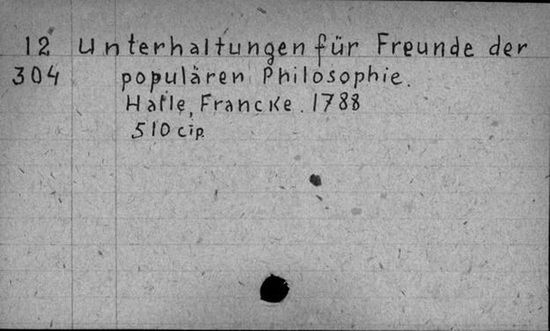 12 Unterhaltungen für Freunde der
304 populären Philosophie.
Halle, Francke. 1788
510 cip.